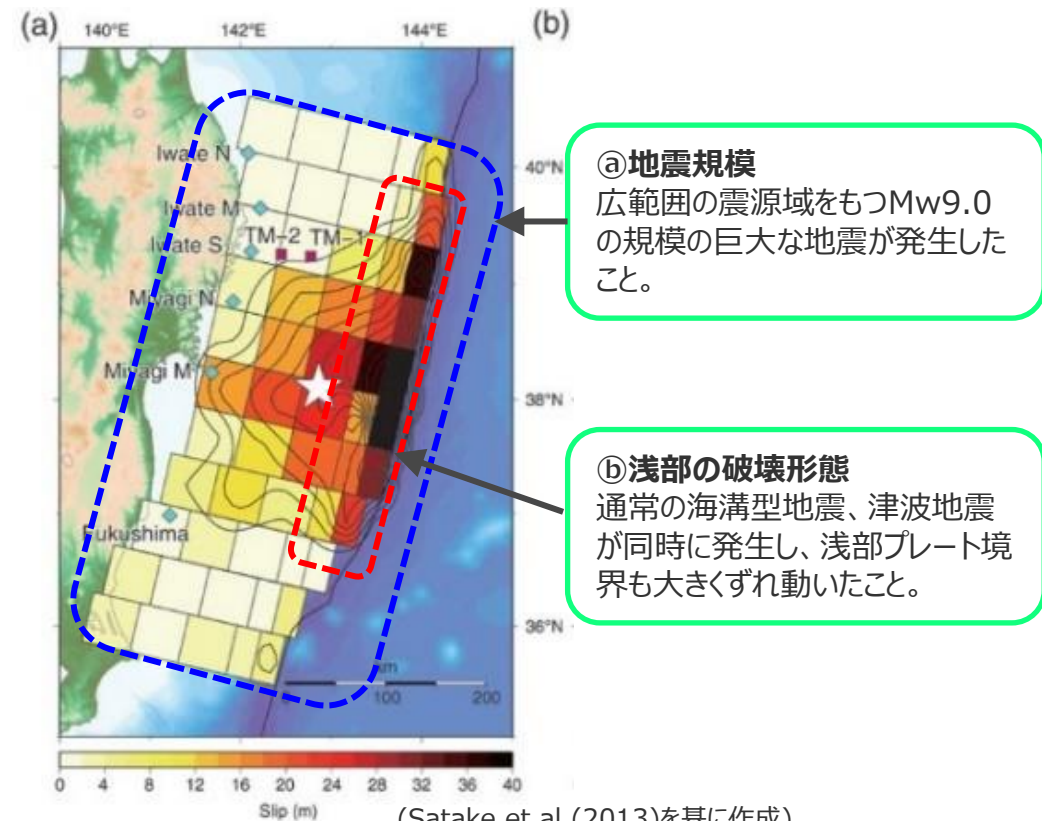 (a)
140°E
142°E
144°E
(b)
40°N
38°N
36°N
Iwate N
Iwate M
Iwate S
TM-2 TM-1
Miyagi N
Miyagi M
Fukushima
km
0 100 200
0 4 8 12 16 20 24 28 32 36 40
Slip (m)
ⓐ地震規模
広範囲の震源域をもつMw9.0
の規模の巨大な地震が発生した
こと。
ⓑ浅部の破壊形態
通常の海溝型地震、津波地震
が同時に発生し、浅部プレート境
界も大きくずれ動いたこと。
(Satake et al.(2013)を基に作成)